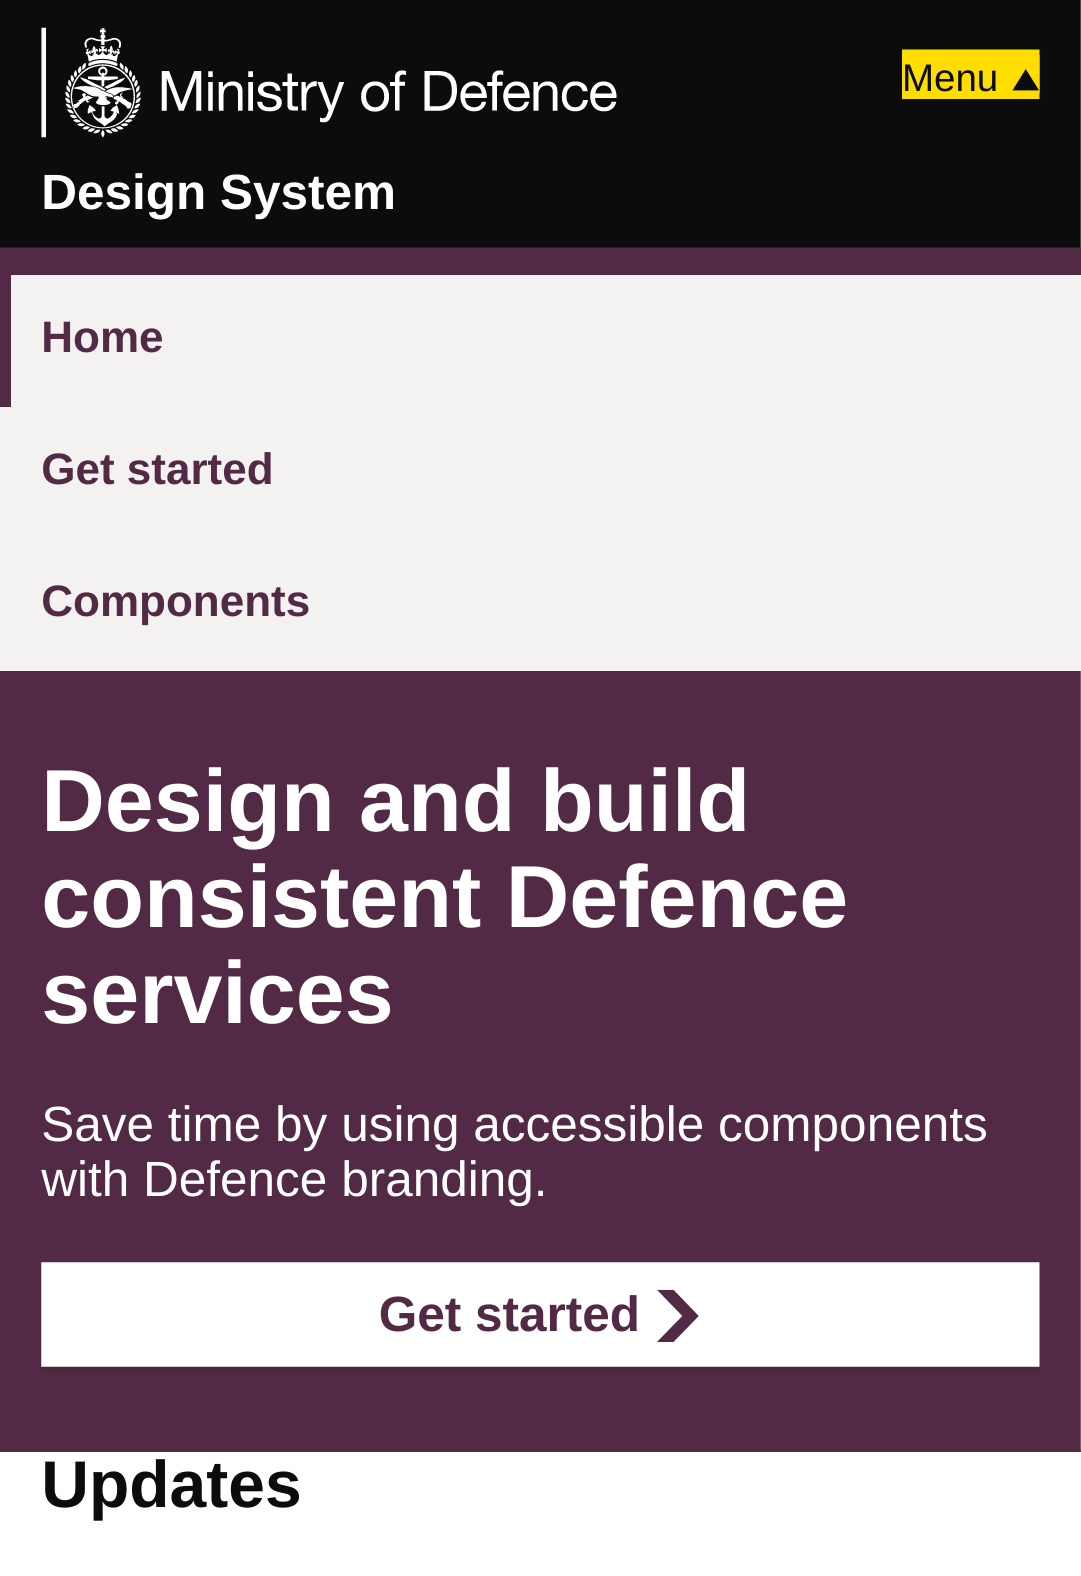 Ministry of Defence
Menu ▲
Design System
Home
Get started
Components
Design and build
consistent Defence
services
Save time by using accessible components
with Defence branding.
Get started
Updates